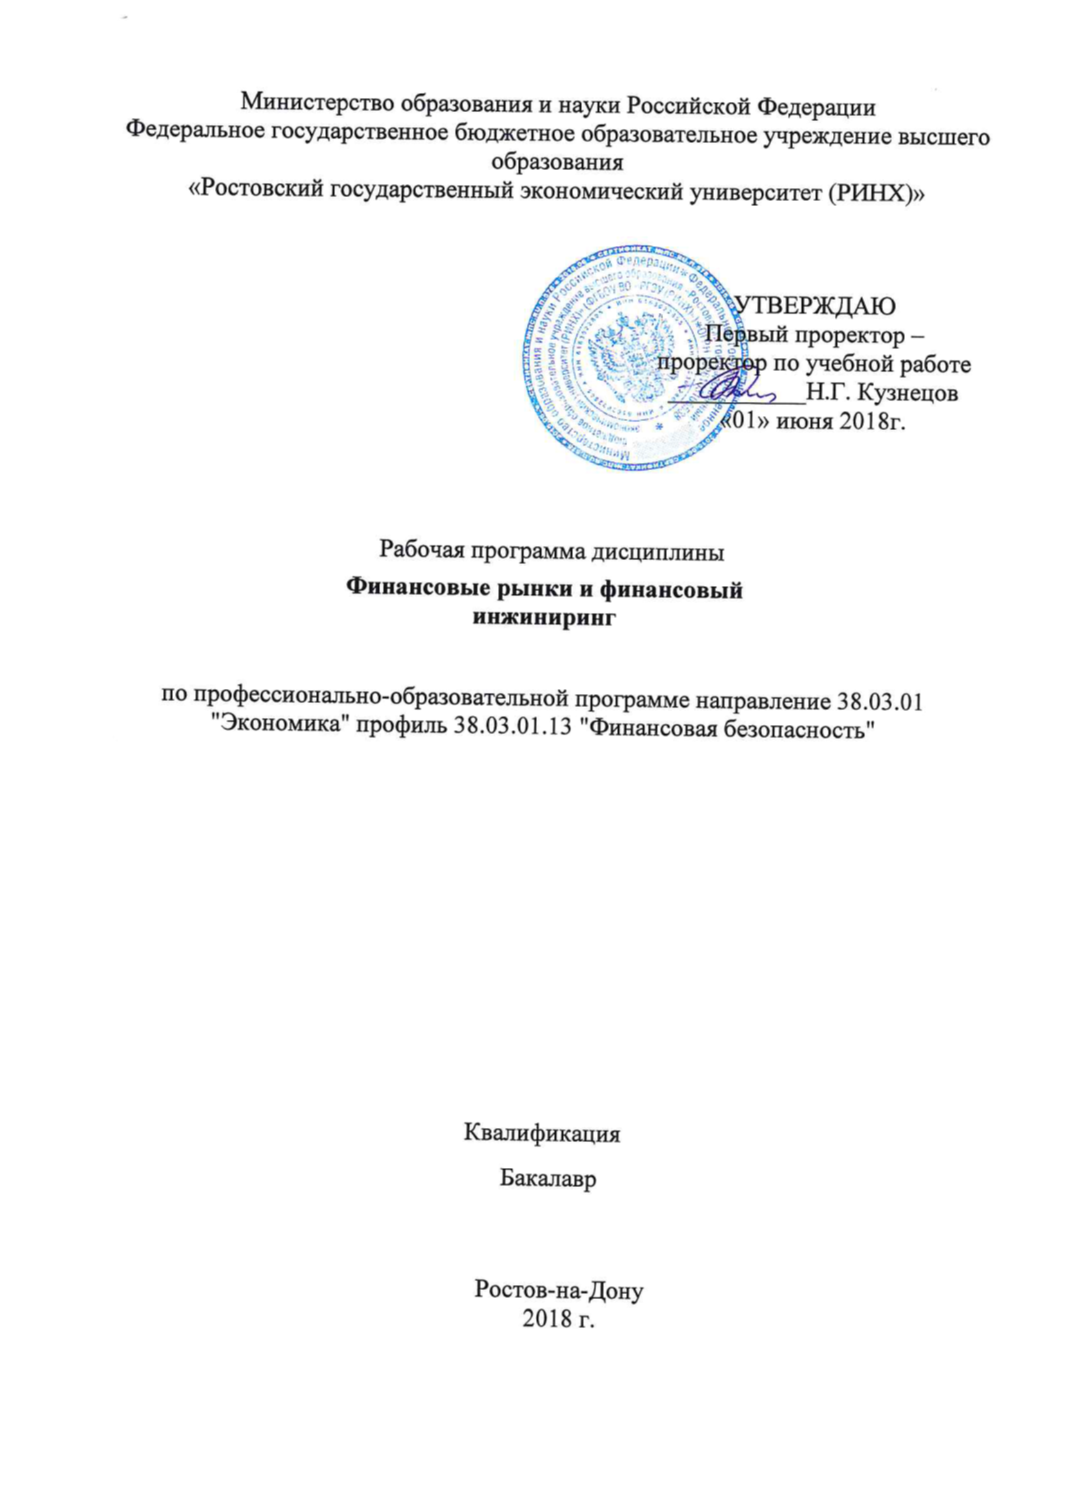 Министерство образования и науки Российской Федерации
Федеральное государственное бюджетное образовательное учреждение высшего
образования
«Ростовский государственный экономический университет (РИНХ)»
УТВЕРЖДАЮ
Первый проректор –
проректор по учебной работе
Н.Г. Кузнецов
«01» июня 2018г.
Рабочая программа дисциплины
Финансовые рынки и финансовый
инжиниринг
по профессионально-образовательной программе направление 38.03.01
"Экономика" профиль 38.03.01.13 "Финансовая безопасность"
Квалификация
Бакалавр
Ростов-на-Дону
2018 г.